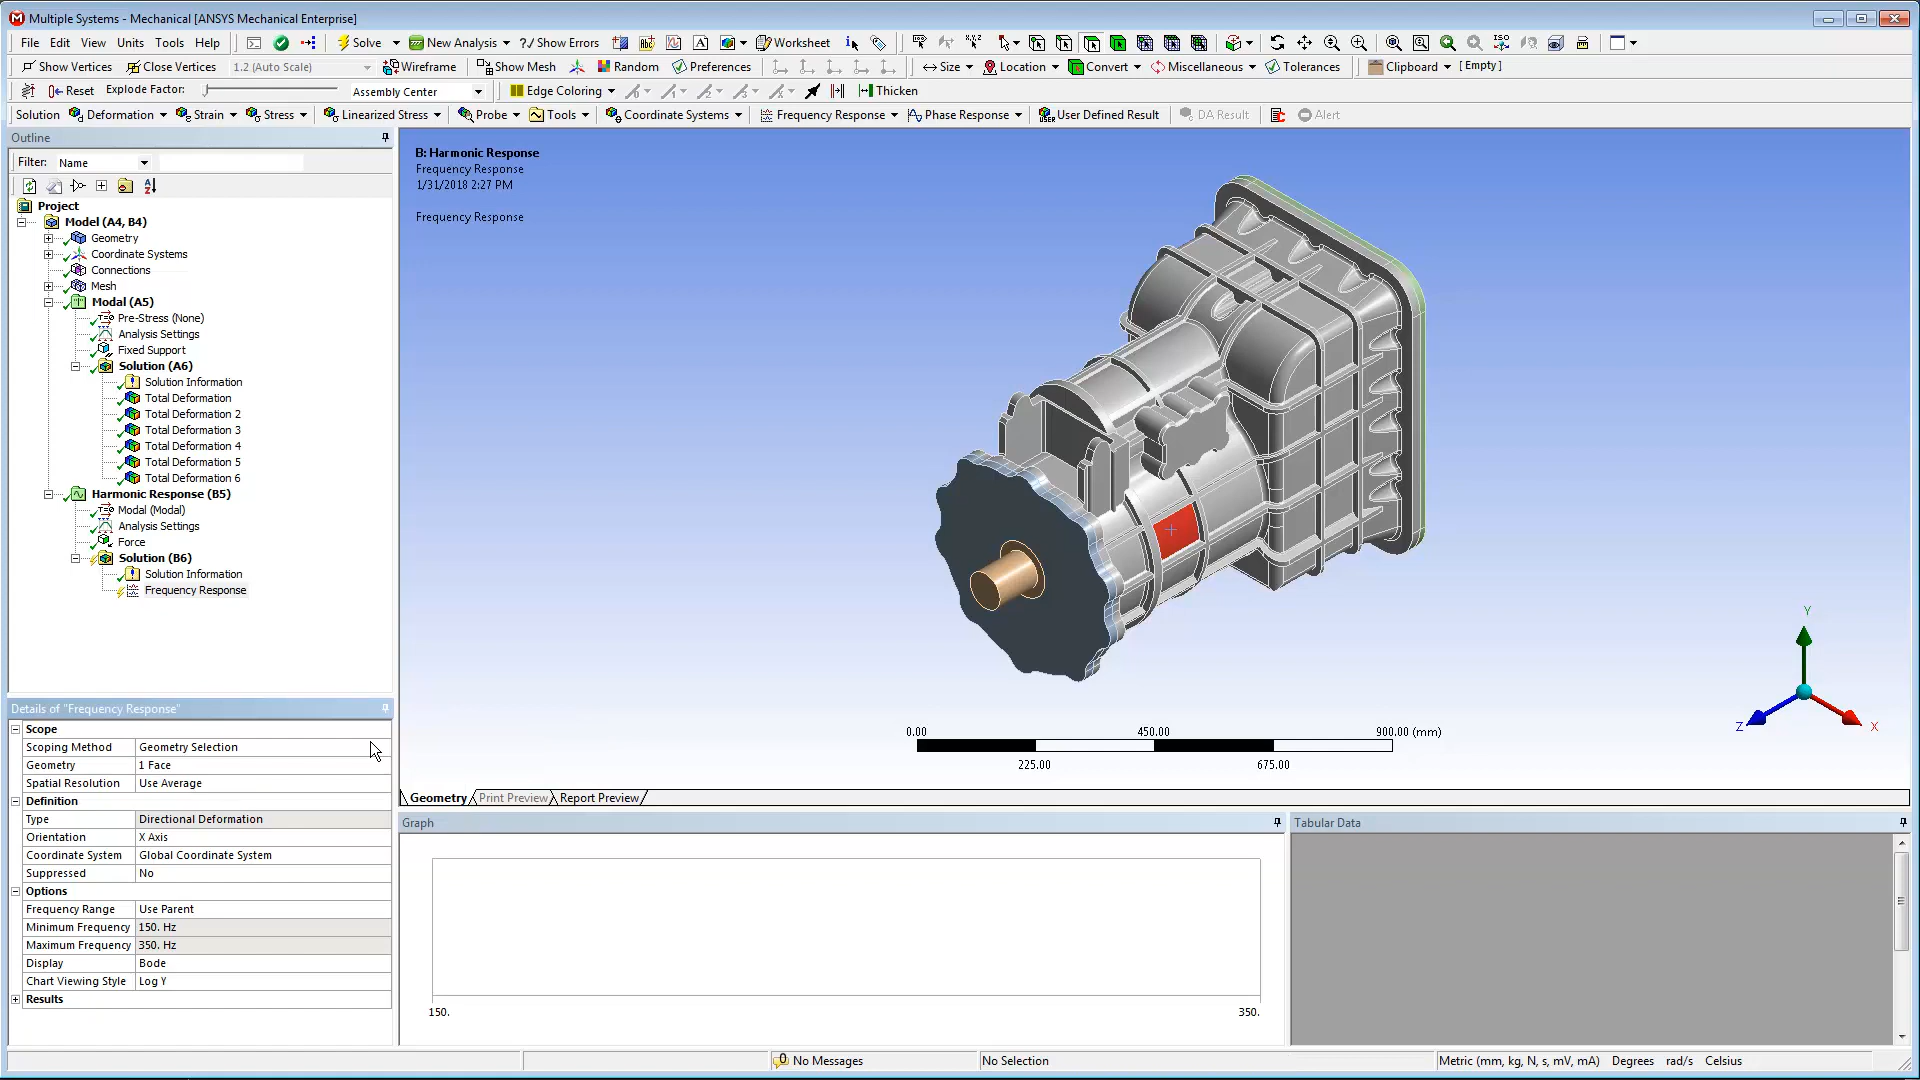 Multiple Systems - Mechanical [ANSYS Mechanical Enterprise]
File Edit View Units Tools Help Solve New Analysis ?/ Show Errors Worksheet
Show Vertices Close Vertices 1.2 (Auto Scale) Wireframe Show Mesh Random Preferences Size Location Convert Miscellaneous Tolerances Clipboard [ Empty ]
Reset Explode Factor: Assembly Center Edge Coloring Thicken
Solution Deformation Strain Stress Linearized Stress Probe Tools Coordinate Systems Frequency Response Phase Response User Defined Result DA Result Alert
Outline
Filter: Name
Project
Model (A4, B4)
Geometry
Coordinate Systems
Connections
Mesh
Modal (A5)
Pre-Stress (None)
Analysis Settings
Fixed Support
Solution (A6)
Solution Information
Total Deformation
Total Deformation 2
Total Deformation 3
Total Deformation 4
Total Deformation 5
Total Deformation 6
Harmonic Response (B5)
Modal (Modal)
Analysis Settings
Force
Solution (B6)
Solution Information
Frequency Response
Details of "Frequency Response"
Scope
Scoping Method Geometry Selection
Geometry 1 Face
Spatial Resolution Use Average
Definition
Type Directional Deformation
Orientation X Axis
Coordinate System Global Coordinate System
Suppressed No
Options
Frequency Range Use Parent
Minimum Frequency 150. Hz
Maximum Frequency 350. Hz
Display Bode
Chart Viewing Style Log Y
Results
B: Harmonic Response
Frequency Response
1/31/2018 2:27 PM
Frequency Response
Y
Z X
0.00 450.00 900.00 (mm)
225.00 675.00
Geometry Print Preview Report Preview
Graph
150. 350.
Tabular Data
No Messages No Selection Metric (mm, kg, N, s, mV, mA) Degrees rad/s Celsius